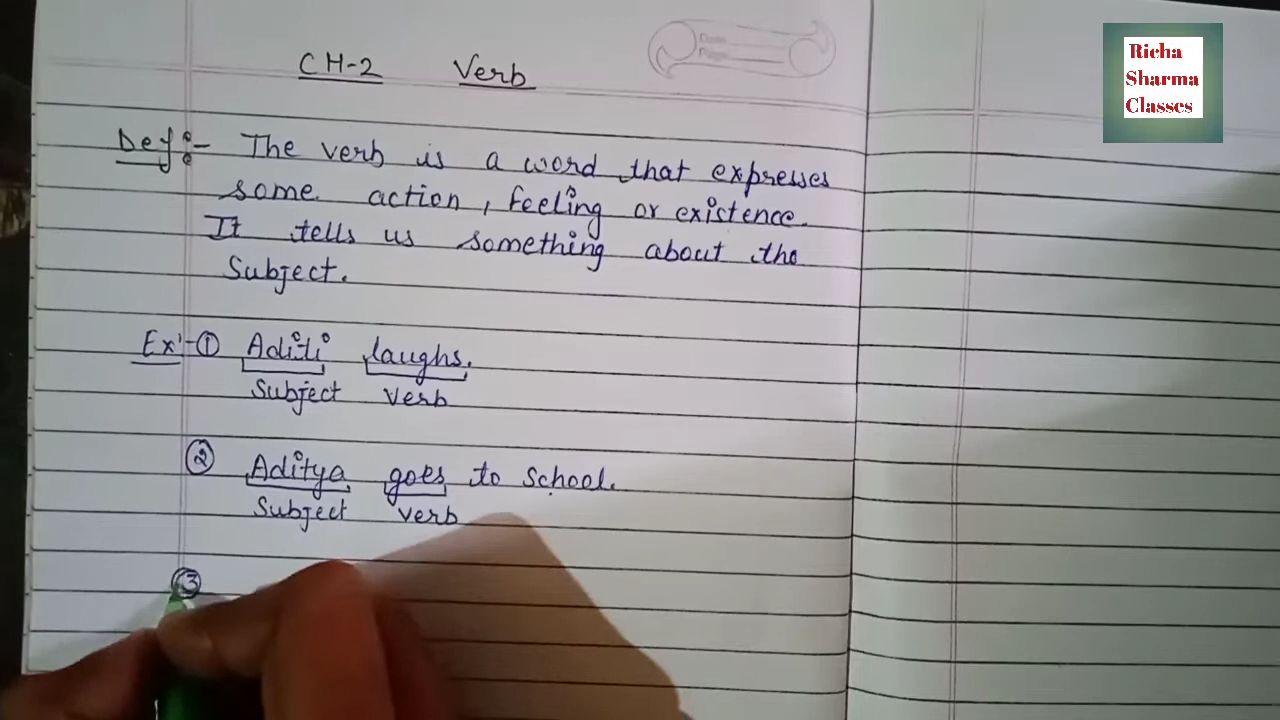 CH-2 Verb
Def:- The verb is a word that expresses
some action, feeling or existence.
It tells us something about the
Subject.
Ex:-① Aditi laughs.
Subject Verb
② Aditya goes to School.
Subject verb
③
Richa
Sharma
Classes